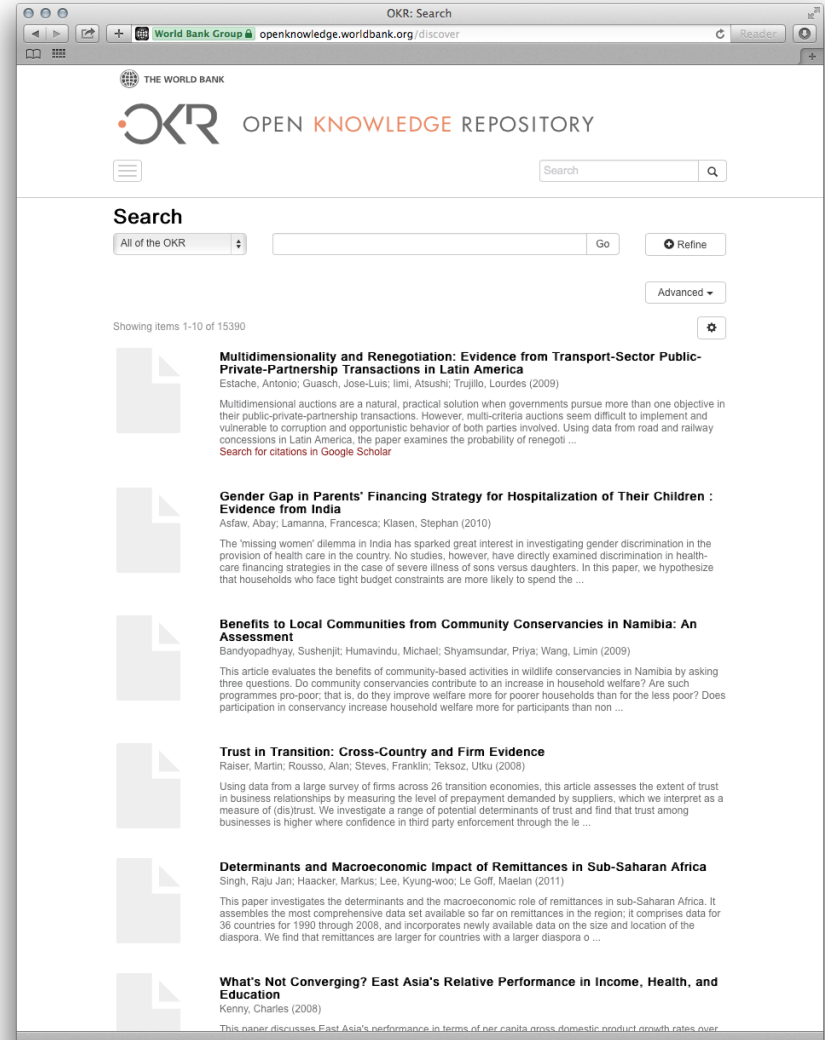 OKR: Search
World Bank Group openknowledge.worldbank.org/discover
Reader
THE WORLD BANK
OKR OPEN KNOWLEDGE REPOSITORY
Search
Search
All of the OKR
Go
Refine
Advanced
Showing items 1-10 of 15390
Multidimensionality and Renegotiation: Evidence from Transport-Sector Public-
Private-Partnership Transactions in Latin America
Estache, Antonio; Guasch, Jose-Luis; Iimi, Atsushi; Trujillo, Lourdes (2009)
Multidimensional auctions are a natural, practical solution when governments pursue more than one objective in
their public-private-partnership transactions. However, multi-criteria auctions seem difficult to implement and
vulnerable to corruption and opportunistic behavior of both parties involved. Using data from road and railway
concessions in Latin America, the paper examines the probability of renegoti ...
Search for citations in Google Scholar
Gender Gap in Parents' Financing Strategy for Hospitalization of Their Children :
Evidence from India
Asfaw, Abay; Lamanna, Francesca; Klasen, Stephan (2010)
The 'missing women' dilemma in India has sparked great interest in investigating gender discrimination in the
provision of health care in the country. No studies, however, have directly examined discrimination in health-
care financing strategies in the case of severe illness of sons versus daughters. In this paper, we hypothesize
that households who face tight budget constraints are more likely to spend the ...
Benefits to Local Communities from Community Conservancies in Namibia: An
Assessment
Bandyopadhyay, Sushenjit; Humavindu, Michael; Shyamsundar, Priya; Wang, Limin (2009)
This article evaluates the benefits of community-based activities in wildlife conservancies in Namibia by asking
three questions. Do community conservancies contribute to an increase in household welfare? Are such
programmes pro-poor; that is, do they improve welfare more for poorer households than for the less poor? Does
participation in conservancy increase household welfare more for participants than non ...
Trust in Transition: Cross-Country and Firm Evidence
Raiser, Martin; Rousso, Alan; Steves, Franklin; Teksoz, Utku (2008)
Using data from a large survey of firms across 26 transition economies, this article assesses the extent of trust
in business relationships by measuring the level of prepayment demanded by suppliers, which we interpret as a
measure of (dis)trust. We investigate a range of potential determinants of trust and find that trust among
businesses is higher where confidence in third party enforcement through the le ...
Determinants and Macroeconomic Impact of Remittances in Sub-Saharan Africa
Singh, Raju Jan; Haacker, Markus; Lee, Kyung-woo; Le Goff, Maelan (2011)
This paper investigates the determinants and the macroeconomic role of remittances in sub-Saharan Africa. It
assembles the most comprehensive data set available so far on remittances in the region; it comprises data for
36 countries for 1990 through 2008, and incorporates newly available data on the size and location of the
diaspora. We find that remittances are larger for countries with a larger diaspora o ...
What's Not Converging? East Asia's Relative Performance in Income, Health, and
Education
Kenny, Charles (2008)
This paper discusses East Asia's performance in terms of per capita gross domestic product growth rates over